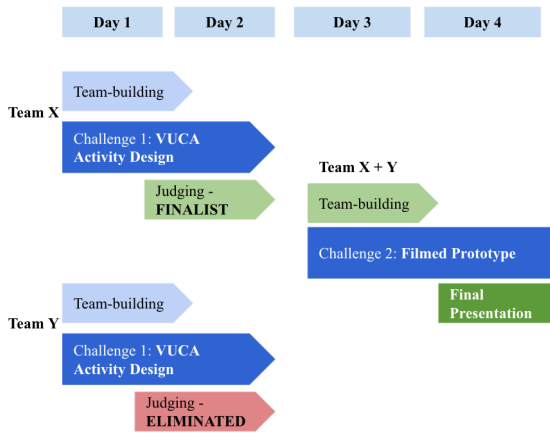 Day 1
Day 2
Day 3
Day 4
Team X
Team-building
Challenge 1: VUCA
Activity Design
Judging -
FINALIST
Team X + Y
Team-building
Challenge 2: Filmed Prototype
Final
Presentation
Team Y
Team-building
Challenge 1: VUCA
Activity Design
Judging -
ELIMINATED